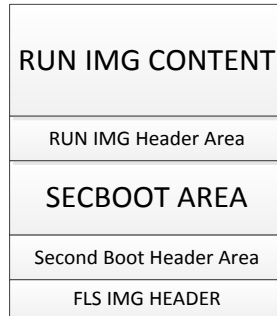 RUN IMG CONTENT
RUN IMG Header Area
SECBOOT AREA
Second Boot Header Area
FLS IMG HEADER